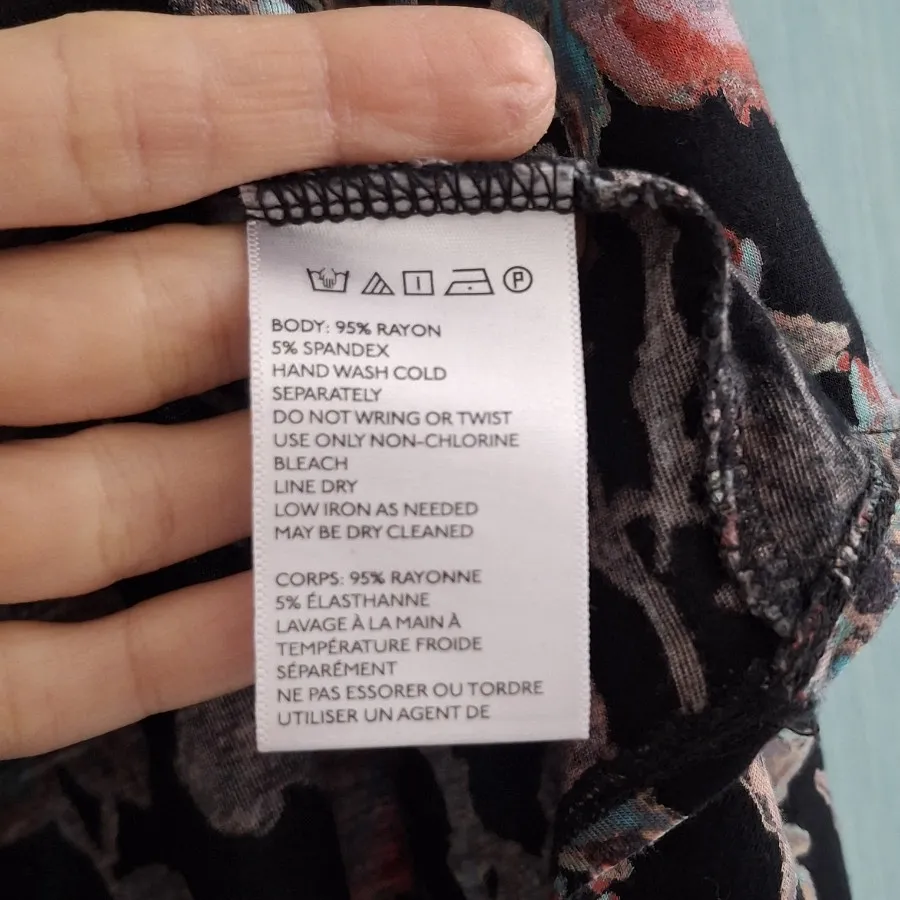 P
BODY: 95% RAYON
5% SPANDEX
HAND WASH COLD
SEPARATELY
DO NOT WRING OR TWIST
USE ONLY NON-CHLORINE
BLEACH
LINE DRY
LOW IRON AS NEEDED
MAY BE DRY CLEANED
CORPS: 95% RAYONNE
5% ÉLASTHANNE
LAVAGE À LA MAIN À
TEMPÉRATURE FROIDE
SÉPARÉMENT
NE PAS ESSORER OU TORDRE
UTILISER UN AGENT DE